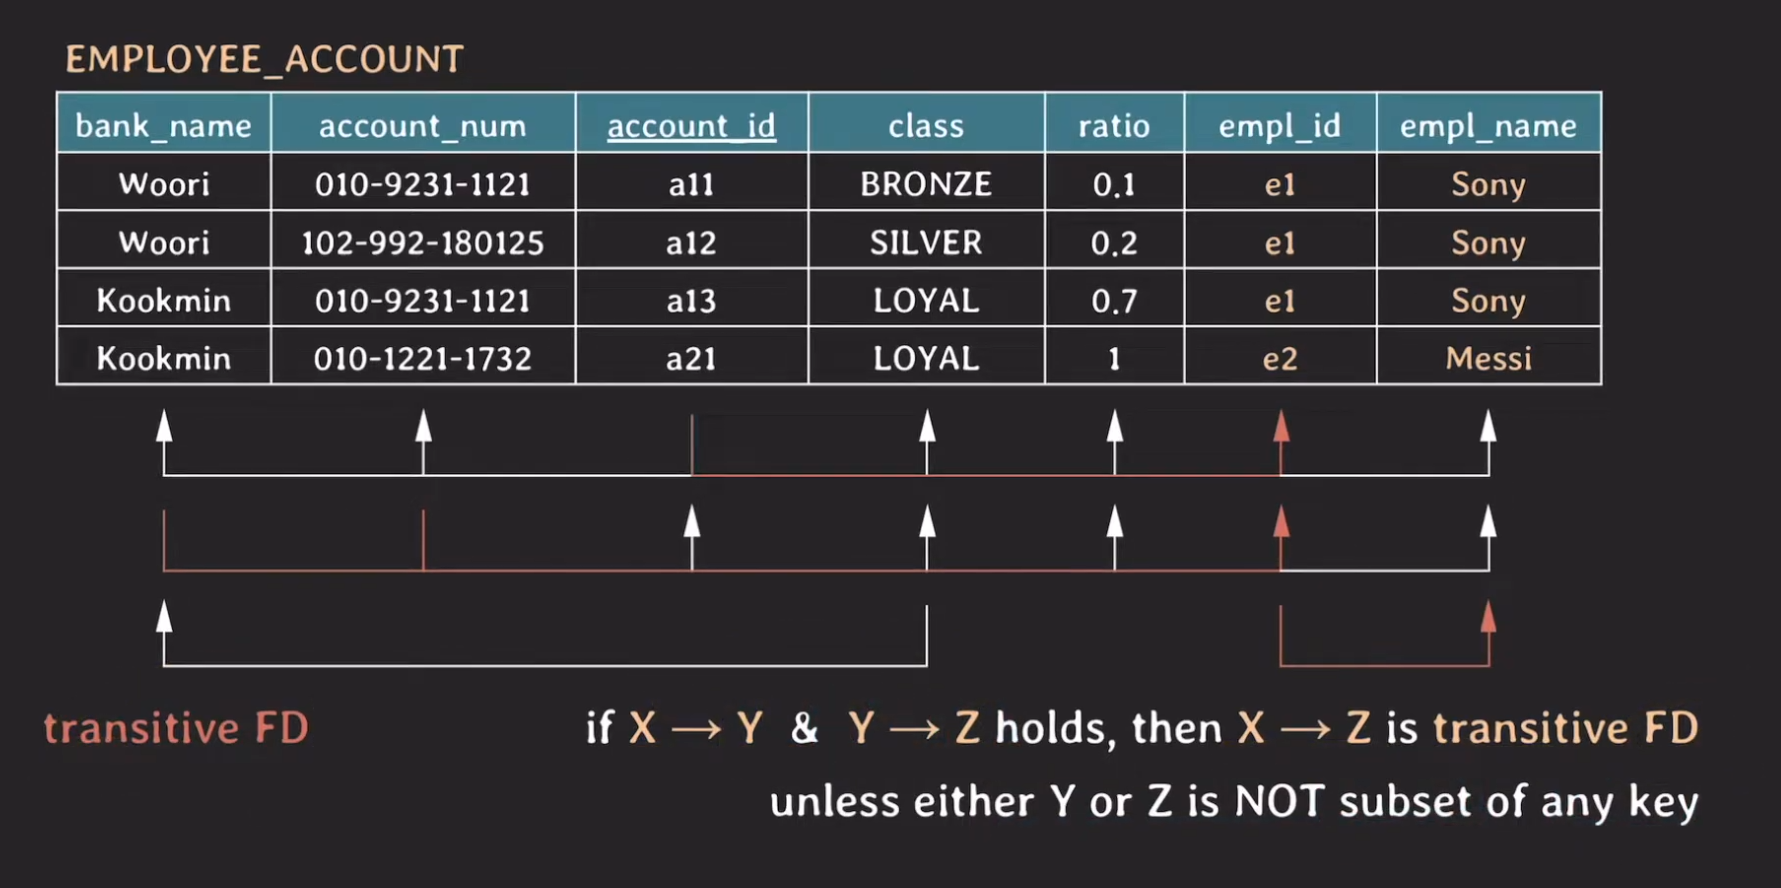 EMPLOYEE_ACCOUNT
bank_name account_num account_id class ratio empl_id empl_name
Woori 010-9231-1121 a11 BRONZE 0.1 e1 Sony
Woori 102-992-180125 a12 SILVER 0.2 e1 Sony
Kookmin 010-9231-1121 a13 LOYAL 0.7 e1 Sony
Kookmin 010-1221-1732 a21 LOYAL 1 e2 Messi
transitive FD
if X → Y & Y → Z holds, then X → Z is transitive FD
unless either Y or Z is NOT subset of any key